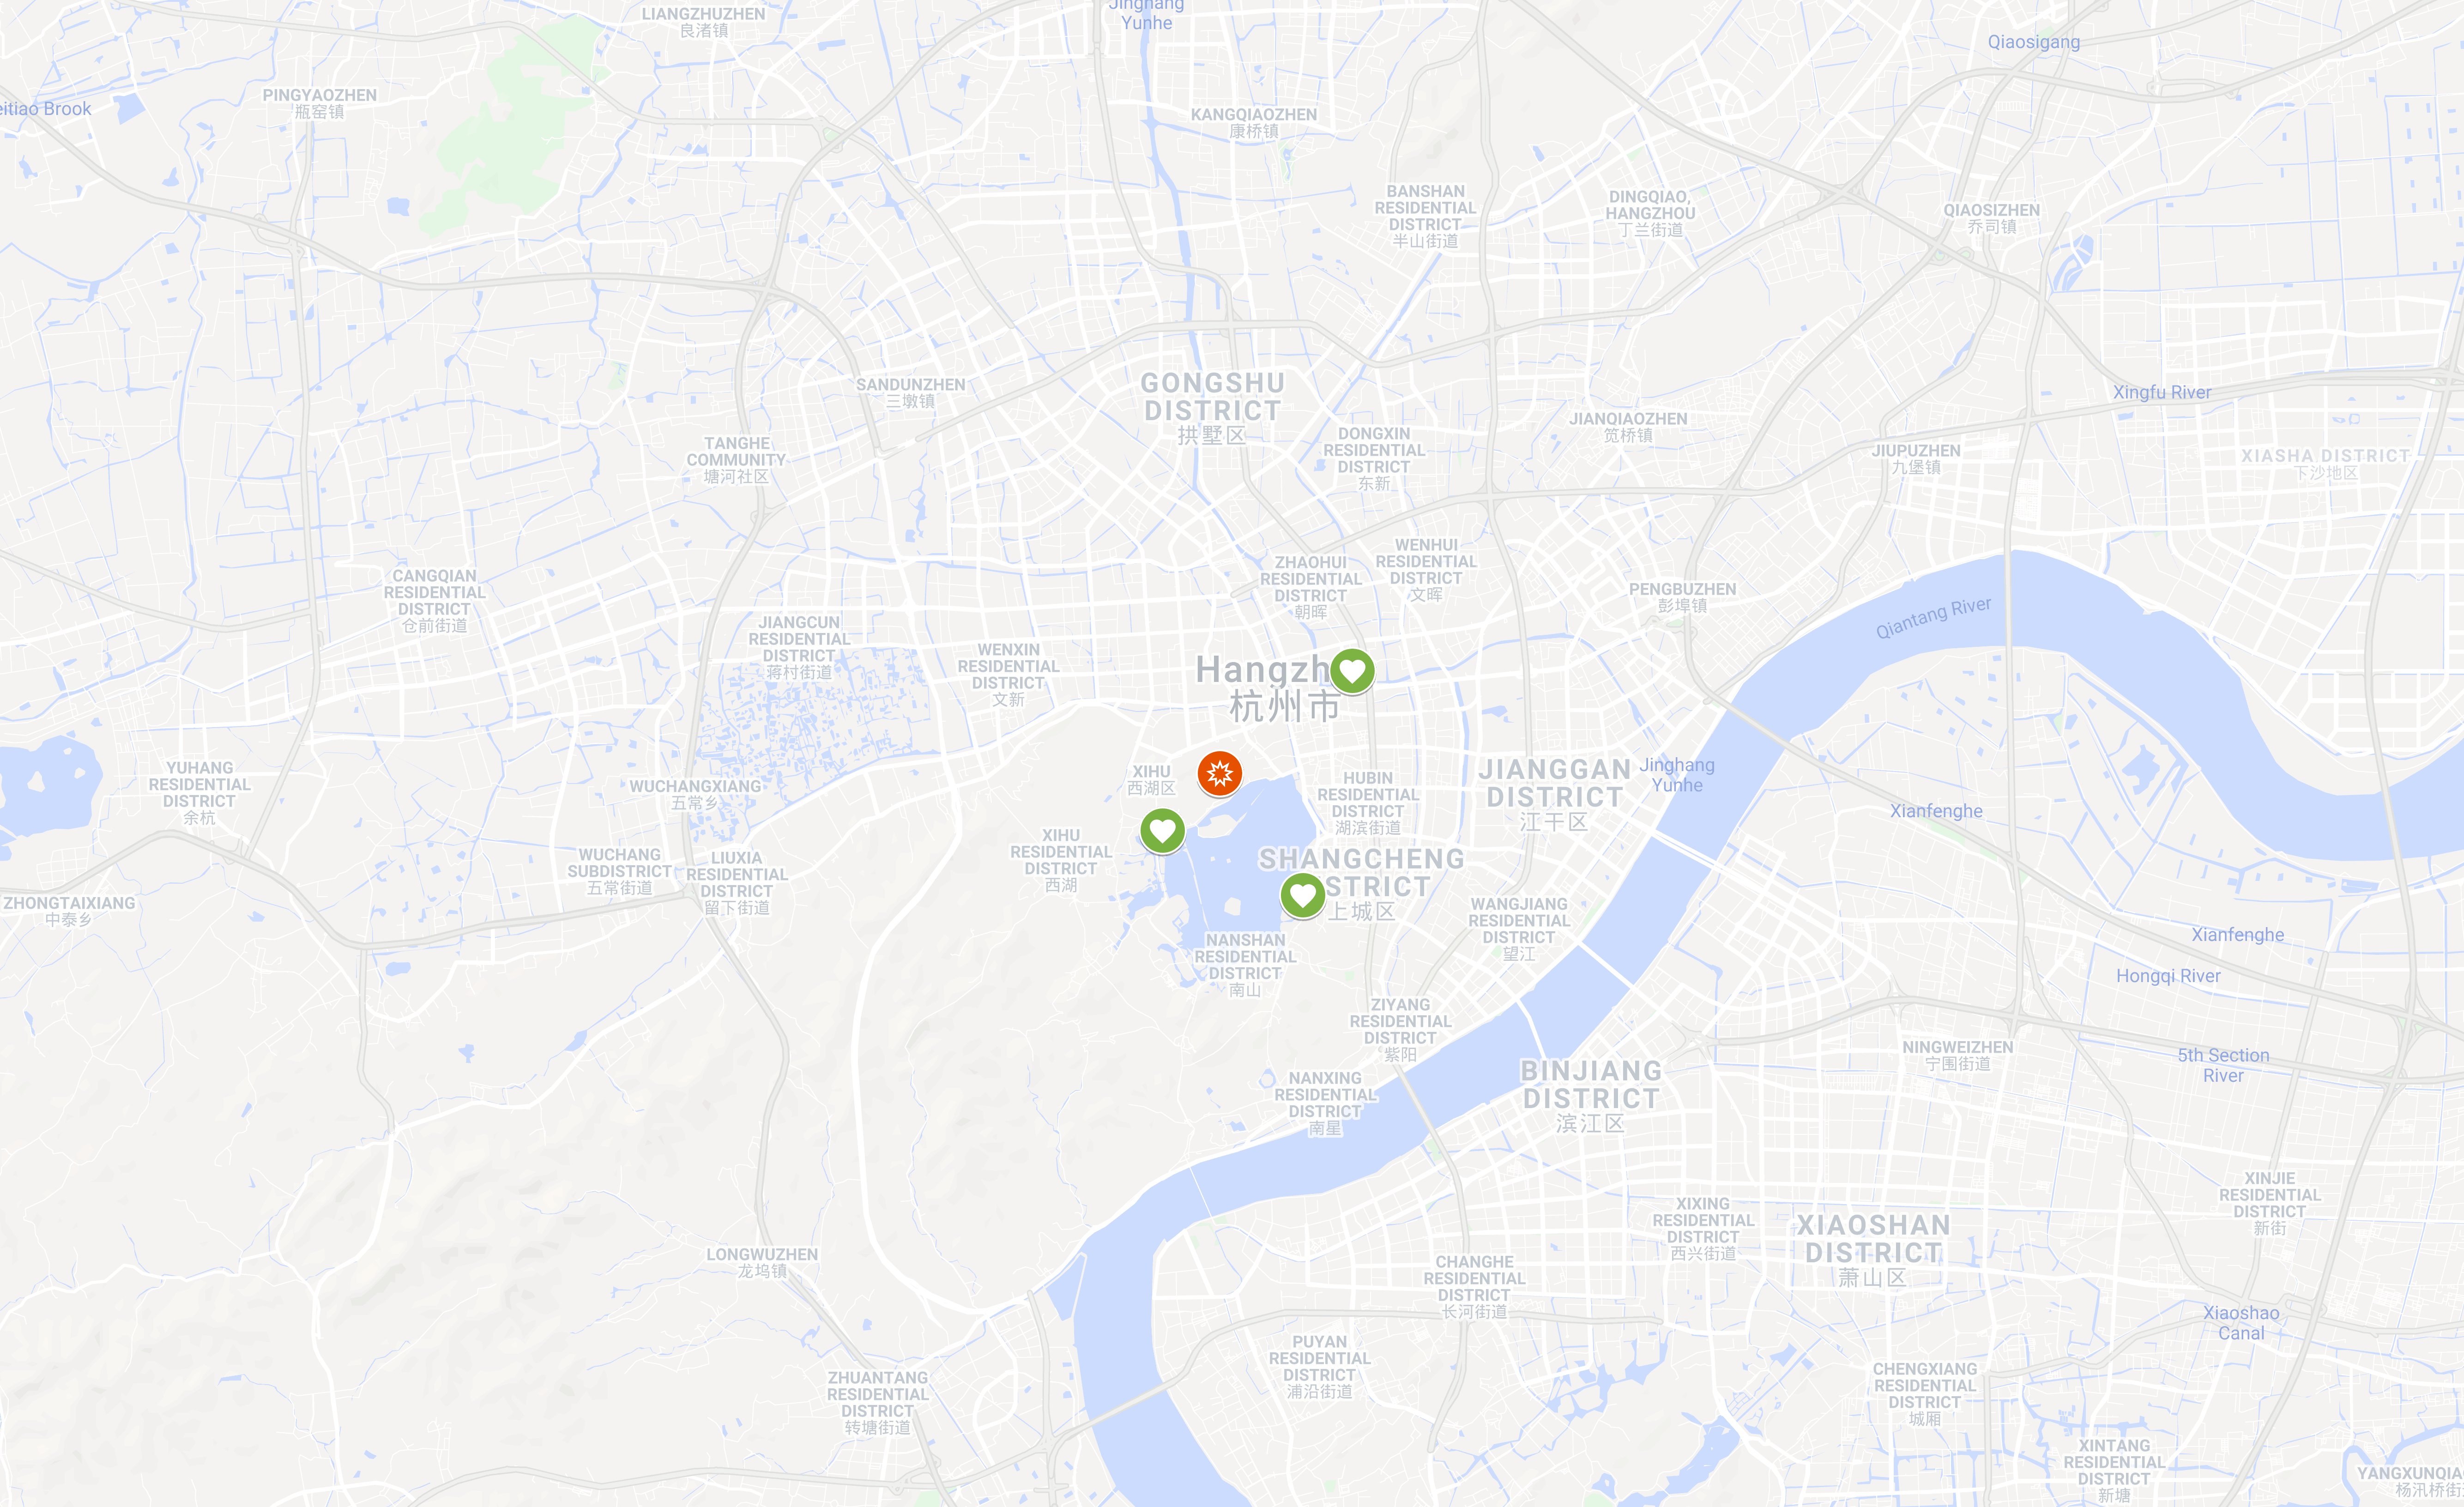 LIANGZHUZHEN
良渚镇
Jinghang
Yunhe
Qiaosigang
PINGYAOZHEN
瓶窑镇
eitiao Brook
KANGQIAOZHEN
康桥镇
BANSHAN
RESIDENTIAL
DISTRICT
半山街道
DINGQIAO,
HANGZHOU
丁兰街道
QIAOSIZHEN
乔司镇
GONGSHU
DISTRICT
拱墅区
SANDUNZHEN
三墩镇
Xingfu River
JIANQIAOZHEN
笕桥镇
DONGXIN
RESIDENTIAL
DISTRICT
东新
TANGHE
COMMUNITY
塘河社区
JIUPUZHEN
九堡镇
XIASHA DISTRICT
下沙地区
WENHUI
RESIDENTIAL
DISTRICT
文晖
ZHAOHUI
RESIDENTIAL
DISTRICT
朝晖
CANGQIAN
RESIDENTIAL
DISTRICT
仓前街道
PENGBUZHEN
彭埠镇
Qiantang River
JIANGCUN
RESIDENTIAL
DISTRICT
蒋村街道
WENXIN
RESIDENTIAL
DISTRICT
文新
Hangzh
杭州市
YUHANG
RESIDENTIAL
DISTRICT
余杭
WUCHANGXIANG
五常乡
XIHU
西湖区
HUBIN
RESIDENTIAL
DISTRICT
湖滨街道
JIANGGAN
DISTRICT
江干区
Jinghang
Yunhe
Xianfenghe
XIHU
RESIDENTIAL
DISTRICT
西湖
WUCHANG
SUBDISTRICT
五常街道
LIUXIA
RESIDENTIAL
DISTRICT
留下街道
SHANGCHENG
STRICT
上城区
ZHONGTAIXIANG
中泰乡
WANGJIANG
RESIDENTIAL
DISTRICT
望江
Xianfenghe
NANSHAN
RESIDENTIAL
DISTRICT
南山
Hongqi River
ZIYANG
RESIDENTIAL
DISTRICT
紫阳
NINGWEIZHEN
宁围街道
5th Section
River
BINJIANG
DISTRICT
滨江区
NANXING
RESIDENTIAL
DISTRICT
南星
XINJIE
RESIDENTIAL
DISTRICT
新街
XIXING
RESIDENTIAL
DISTRICT
西兴街道
XIAOSHAN
DISTRICT
萧山区
LONGWUZHEN
龙坞镇
CHANGHE
RESIDENTIAL
DISTRICT
长河街道
Xiaoshao
Canal
PUYAN
RESIDENTIAL
DISTRICT
浦沿街道
ZHUANTANG
RESIDENTIAL
DISTRICT
转塘街道
CHENGXIANG
RESIDENTIAL
DISTRICT
城厢
XINTANG
RESIDENTIAL
DISTRICT
新塘
YANGXUNQIA
杨汛桥街